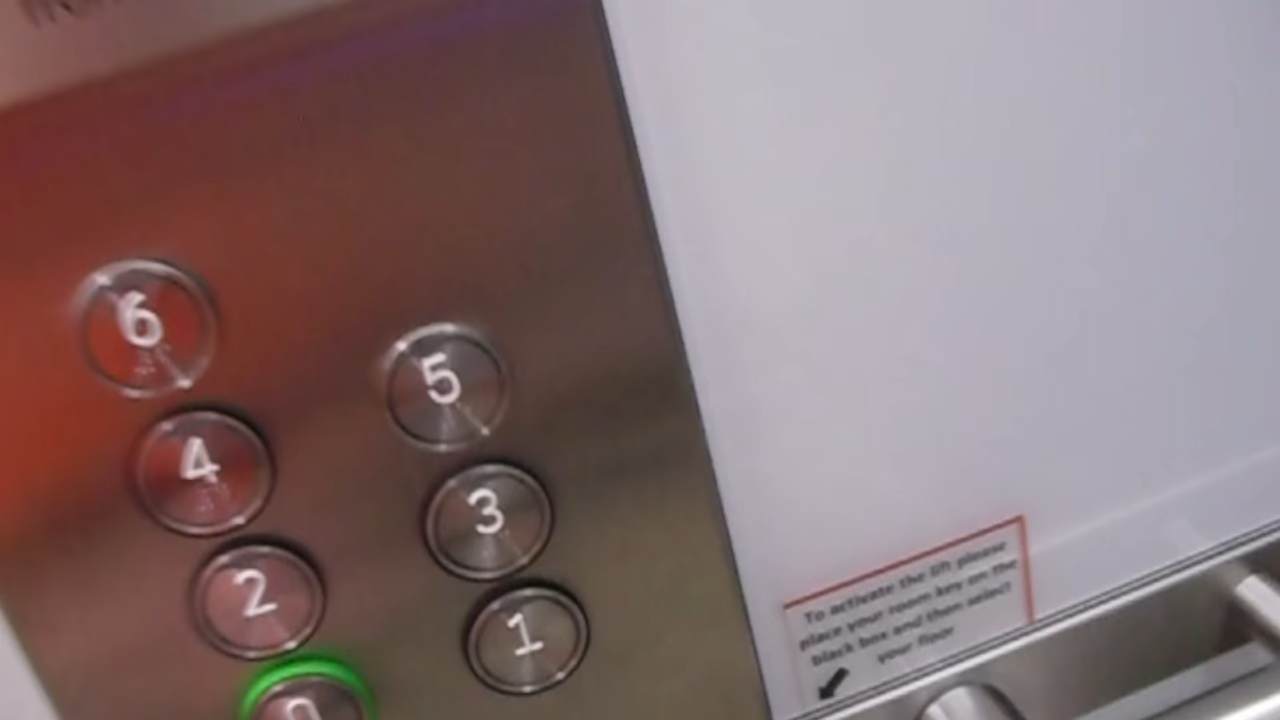 6
5
4
3
2
1
0
To activate the lift please
place your room key on the
black box and then select
your floor